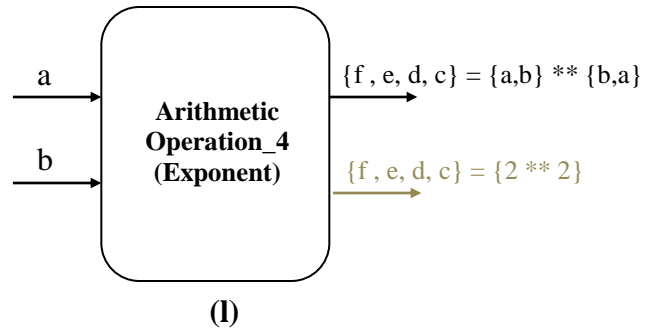 a
b
Arithmetic
Operation_4
(Exponent)
{f , e, d, c} = {a,b} ** {b,a}
{f , e, d, c} = {2 ** 2}
(l)